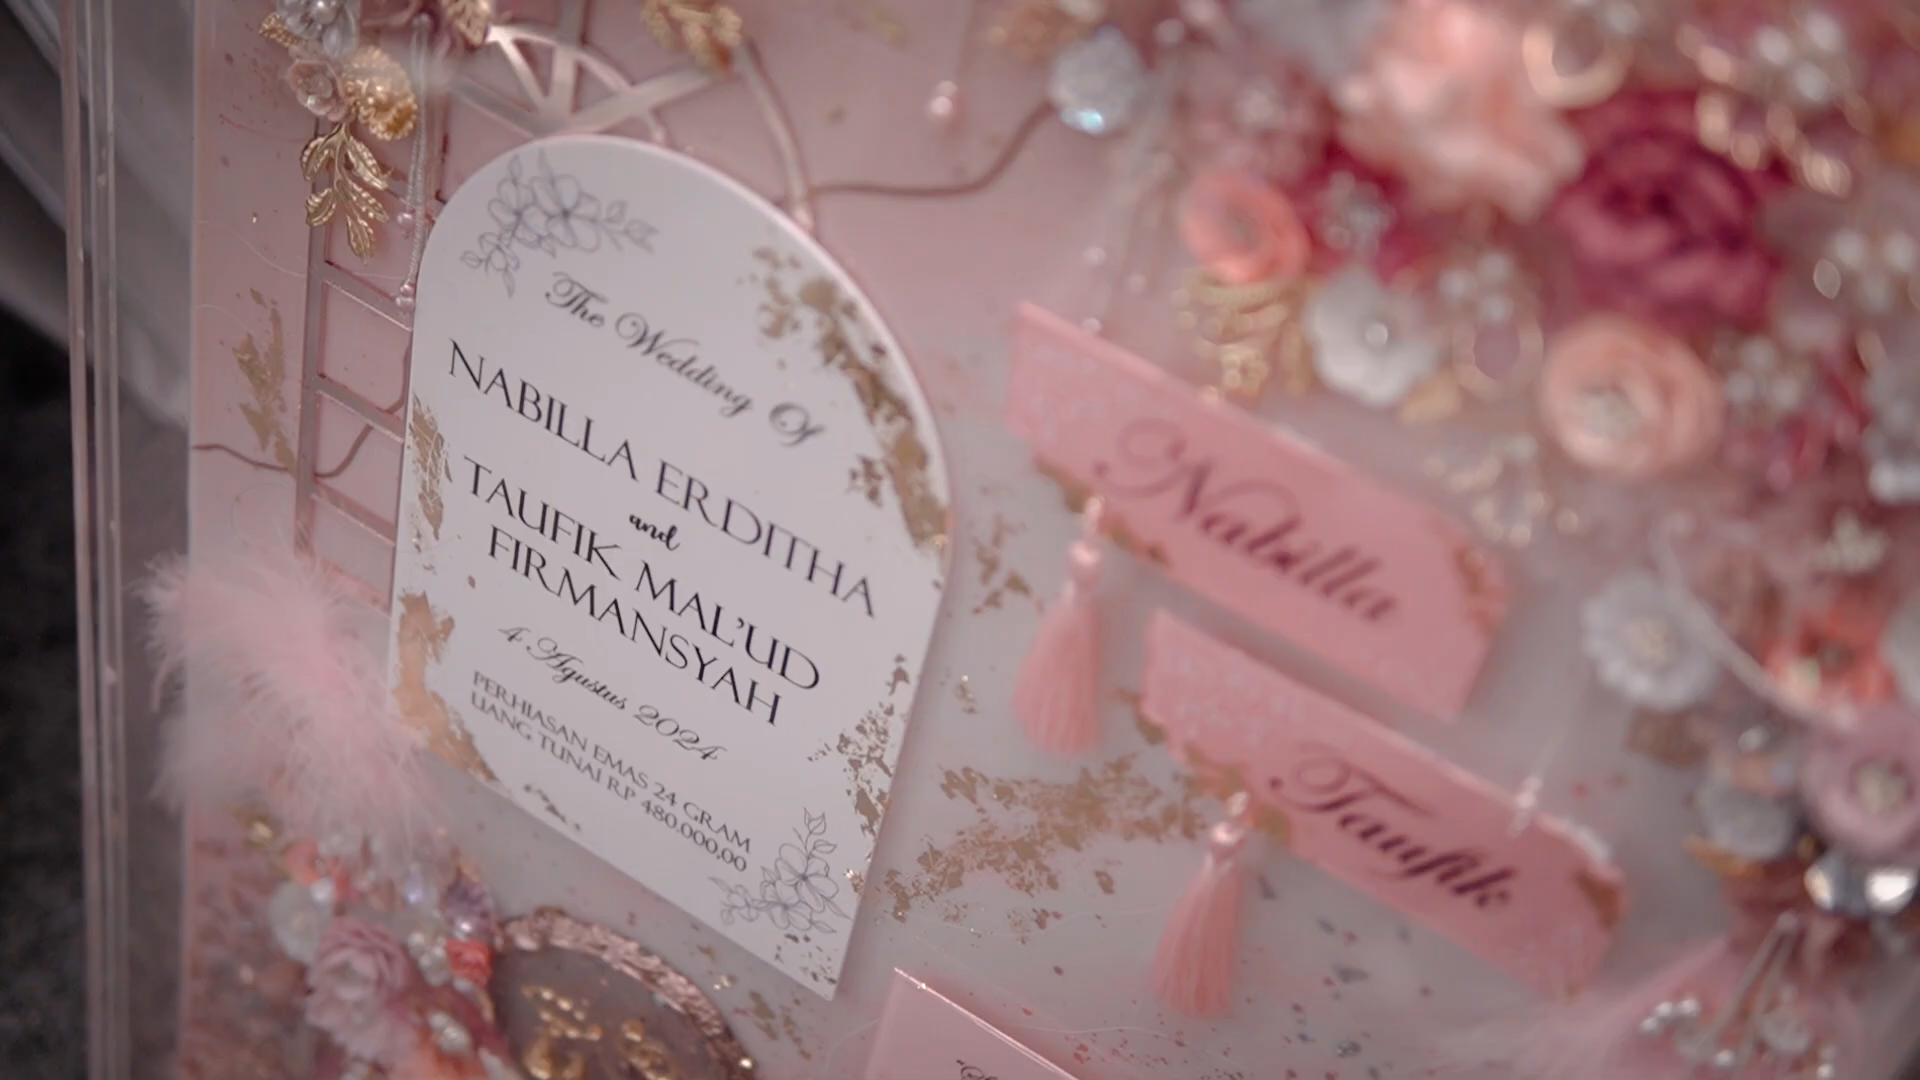 The Wedding Of
NABILLA ERDITHA
and
TAUFIK MAL'UD
FIRMANSYAH
4 Agustus 2024
PERHIASAN EMAS 24 GRAM
UANG TUNAI RP 480.000,00
Nabilla
Taufik